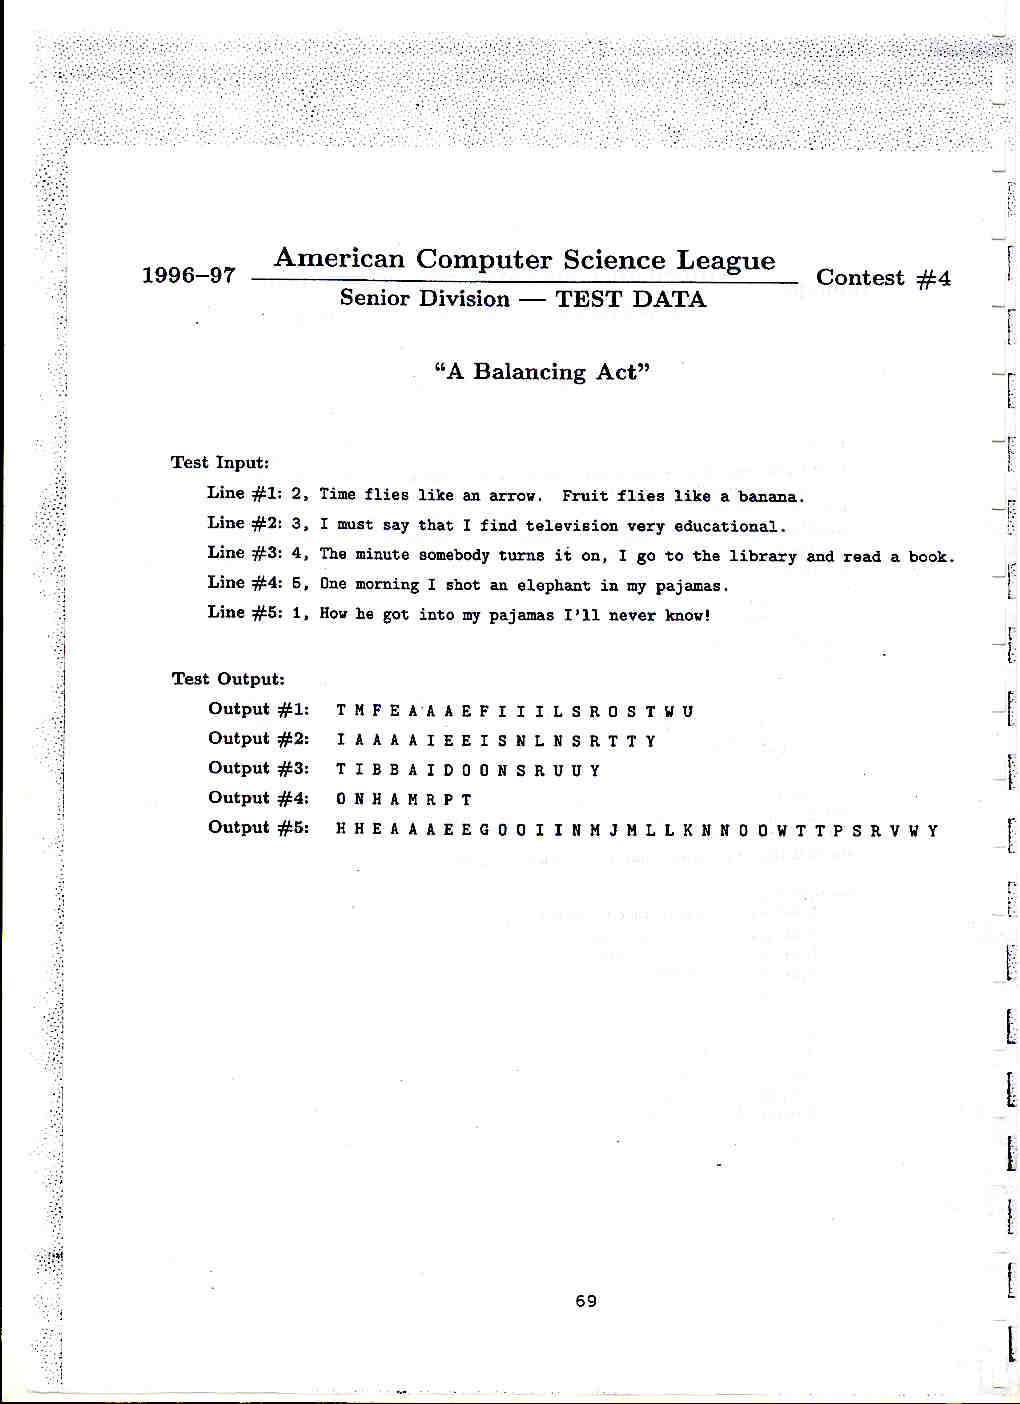 American Computer Science League
1996–97 Contest #4
Senior Division — TEST DATA
“A Balancing Act”
Test Input:
Line #1: 2, Time flies like an arrow. Fruit flies like a banana.
Line #2: 3, I must say that I find television very educational.
Line #3: 4, The minute somebody turns it on, I go to the library and read a book.
Line #4: 5, One morning I shot an elephant in my pajamas.
Line #5: 1, How he got into my pajamas I'll never know!
Test Output:
Output #1: T M F E A A A E F I I I L S R O S T W U
Output #2: I A A A A I E E I S N L N S R T T Y
Output #3: T I B B A I D O O N S R U U Y
Output #4: O N H A M R P T
Output #5: H H E A A A E E G O O I I N M J M L L K N N O O W T T P S R V W Y
69